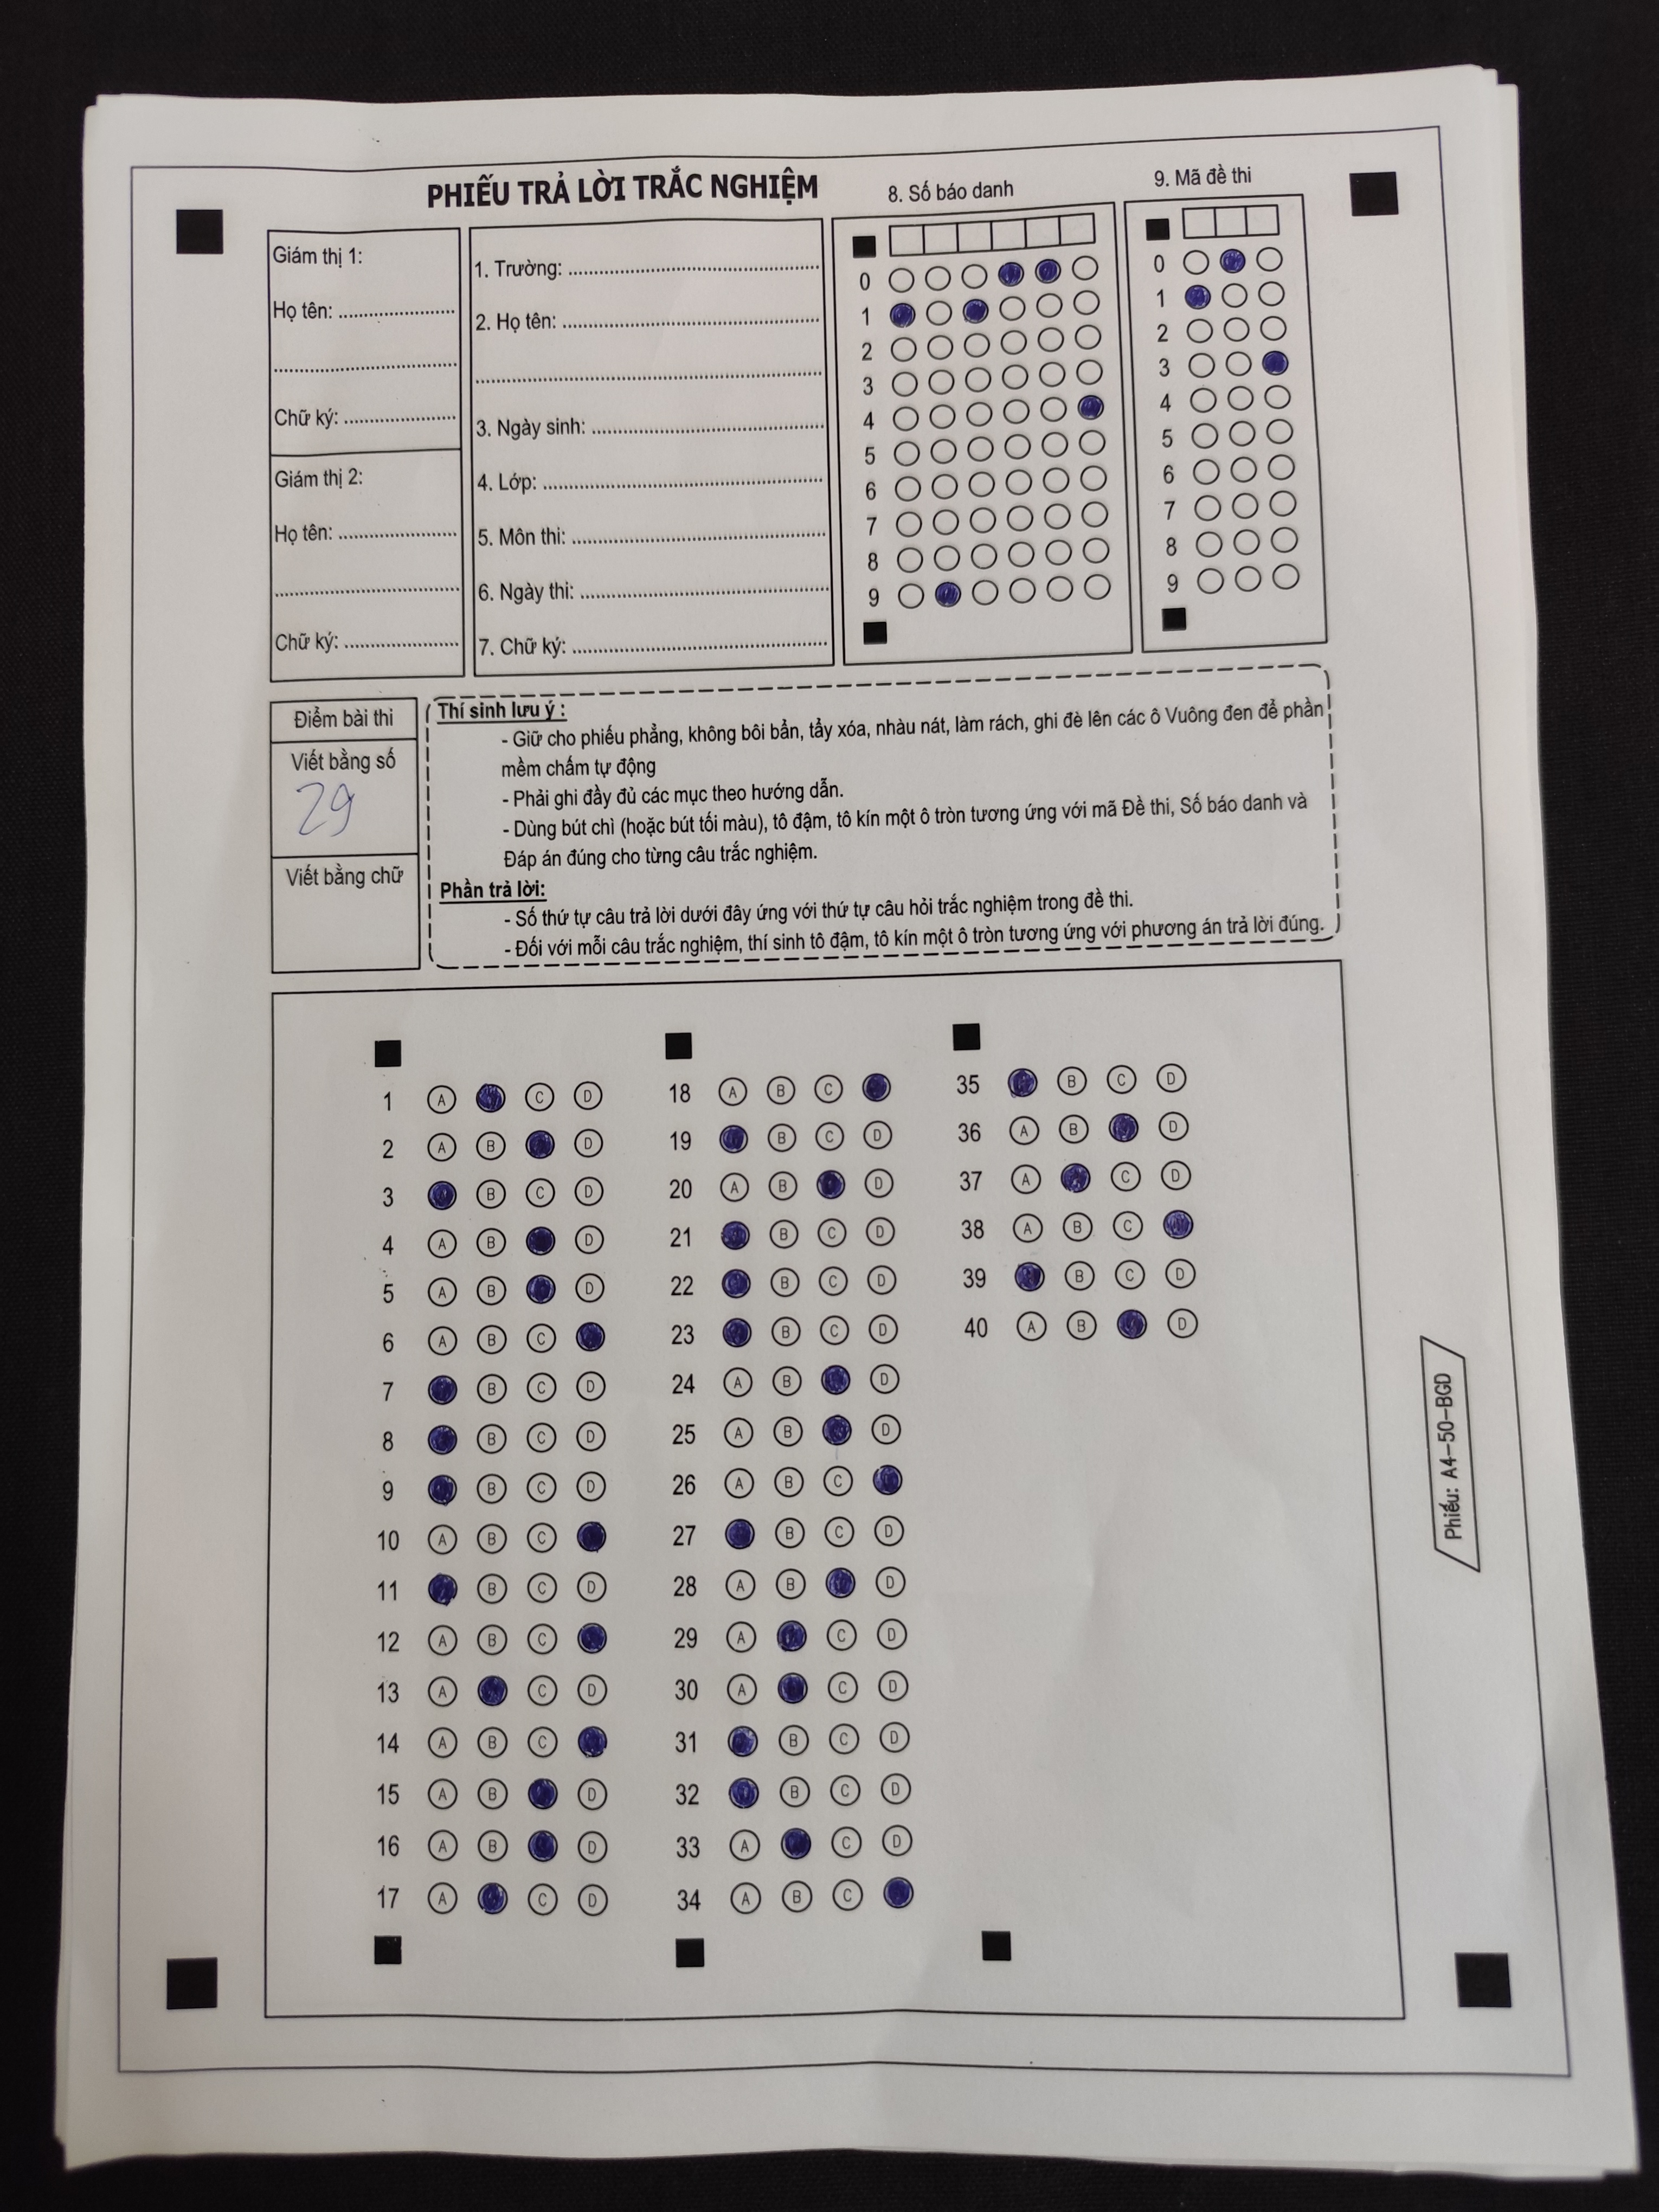 PHIẾU TRẢ LỜI TRẮC NGHIỆM
8. Số báo danh
9. Mã đề thi
Giám thị 1:
Họ tên: ....................
................................
Chữ ký: ....................
Giám thị 2:
Họ tên: ....................
................................
Chữ ký: ....................
1. Trường: ....................
2. Họ tên: ....................
................................
3. Ngày sinh: ....................
4. Lớp: ....................
5. Môn thi: ....................
6. Ngày thi: ....................
7. Chữ ký: ....................
0
1
2
3
4
5
6
7
8
9
0
1
2
3
4
5
6
7
8
9
Điểm bài thi
Viết bằng số
29
Viết bằng chữ
Thí sinh lưu ý :
- Giữ cho phiếu phẳng, không bôi bẩn, tẩy xóa, nhàu nát, làm rách, ghi đè lên các ô Vuông đen để phần
mềm chấm tự động
- Phải ghi đầy đủ các mục theo hướng dẫn.
- Dùng bút chì (hoặc bút tối màu), tô đậm, tô kín một ô tròn tương ứng với mã Đề thi, Số báo danh và
Đáp án đúng cho từng câu trắc nghiệm.
Phần trả lời:
- Số thứ tự câu trả lời dưới đây ứng với thứ tự câu hỏi trắc nghiệm trong đề thi.
- Đối với mỗi câu trắc nghiệm, thí sinh tô đậm, tô kín một ô tròn tương ứng với phương án trả lời đúng.
1 A C D
2 A B D
3 B C D
4 A B D
5 A B D
6 A B C
7 B C D
8 B C D
9 B C D
10 A B C
11 B C D
12 A B C
13 A C D
14 A B C
15 A B D
16 A B D
17 A C D
18 A B C
19 B C D
20 A B D
21 B C D
22 B C D
23 B C D
24 A B D
25 A B D
26 A B C
27 B C D
28 A B D
29 A C D
30 A C D
31 B C D
32 B C D
33 A C D
34 A B C
35 B C D
36 A B D
37 A C D
38 A B C
39 B C D
40 A B D
Phiếu: A4-50-BGD